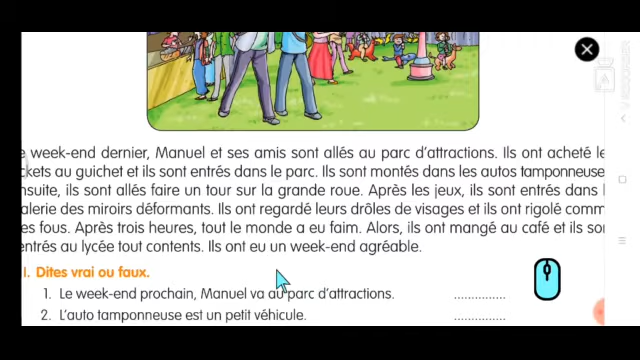 e week-end dernier, Manuel et ses amis sont allés au parc d'attractions. Ils ont acheté le
ckets au guichet et ils sont entrés dans le parc. Ils sont montés dans les autos tamponneuse
nsuite, ils sont allés faire un tour sur la grande roue. Après les jeux, ils sont entrés dans l
alerie des miroirs déformants. Ils ont regardé leurs drôles de visages et ils ont rigolé comm
es fous. Après trois heures, tout le monde a eu faim. Alors, ils ont mangé au café et ils son
entrés au lycée tout contents. Ils ont eu un week-end agréable.
I. Dites vrai ou faux.
1. Le week-end prochain, Manuel va au parc d'attractions. ...............
2. L'auto tamponneuse est un petit véhicule. ...............